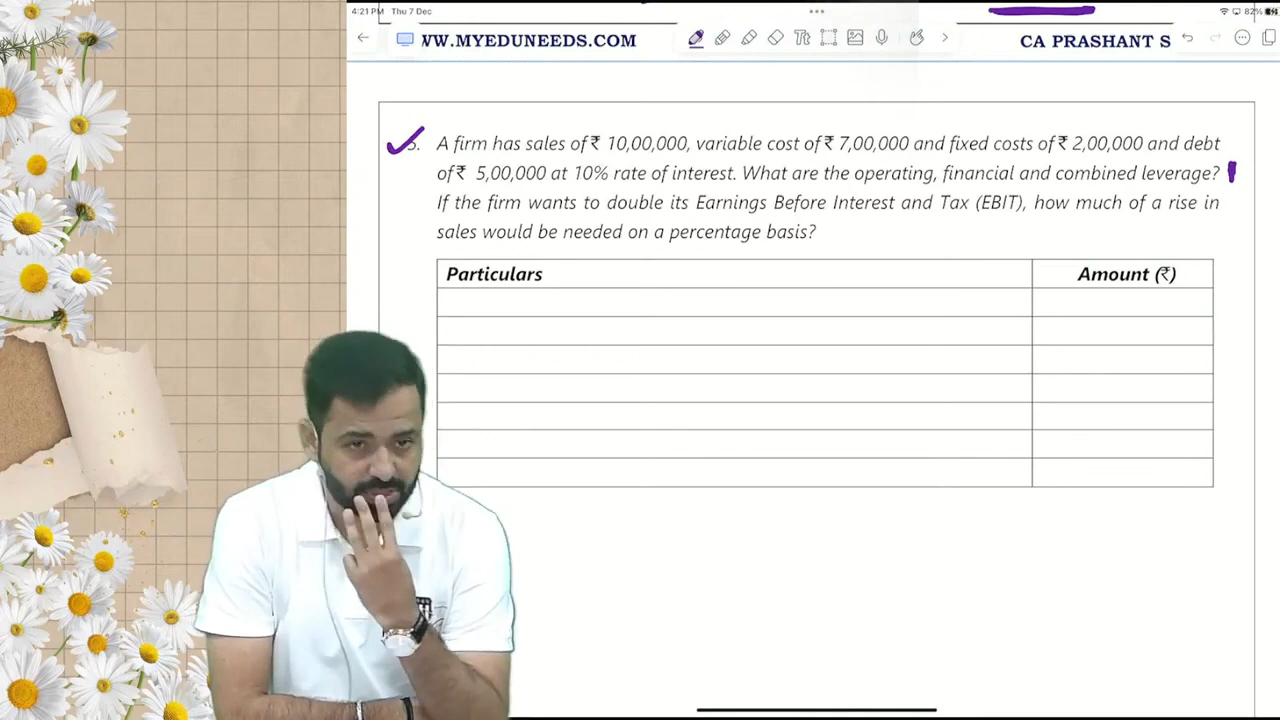 4:21 PM Thu 7 Dec
82%
WW.MYEDUNEEDS.COM
Tt
CA PRASHANT S
5. A firm has sales of ₹ 10,00,000, variable cost of ₹ 7,00,000 and fixed costs of ₹ 2,00,000 and debt
of ₹ 5,00,000 at 10% rate of interest. What are the operating, financial and combined leverage?
If the firm wants to double its Earnings Before Interest and Tax (EBIT), how much of a rise in
sales would be needed on a percentage basis?
Particulars Amount (₹)